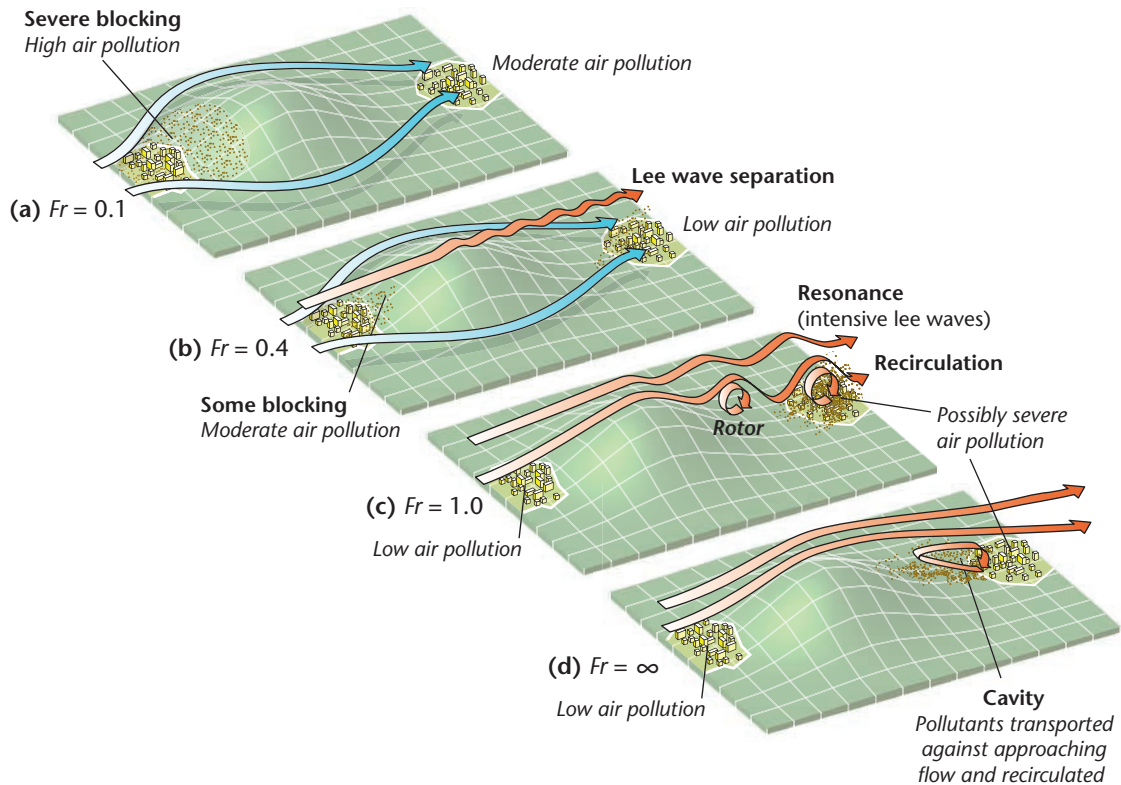 Severe blocking
High air pollution
Moderate air pollution
(a) Fr = 0.1
Lee wave separation
Low air pollution
(b) Fr = 0.4
Some blocking
Moderate air pollution
Resonance
(intensive lee waves)
Recirculation
Rotor
Possibly severe
air pollution
(c) Fr = 1.0
Low air pollution
(d) Fr = ∞
Low air pollution
Cavity
Pollutants transported
against approaching
flow and recirculated